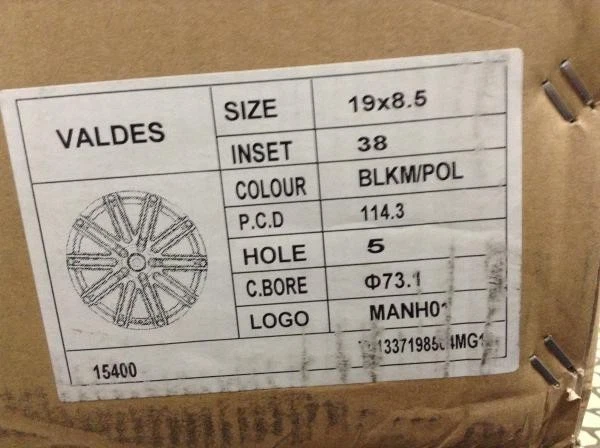 VALDES
SIZE 19x8.5
INSET 38
COLOUR BLKM/POL
P.C.D 114.3
HOLE 5
C.BORE Φ73.1
LOGO MANH01
15400